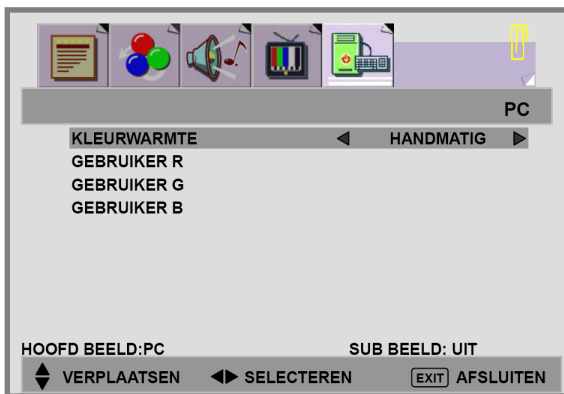 PC
KLEURWARMTE HANDMATIG
GEBRUIKER R
GEBRUIKER G
GEBRUIKER B
HOOFD BEELD:PC SUB BEELD: UIT
VERPLAATSEN SELECTEREN EXIT AFSLUITEN